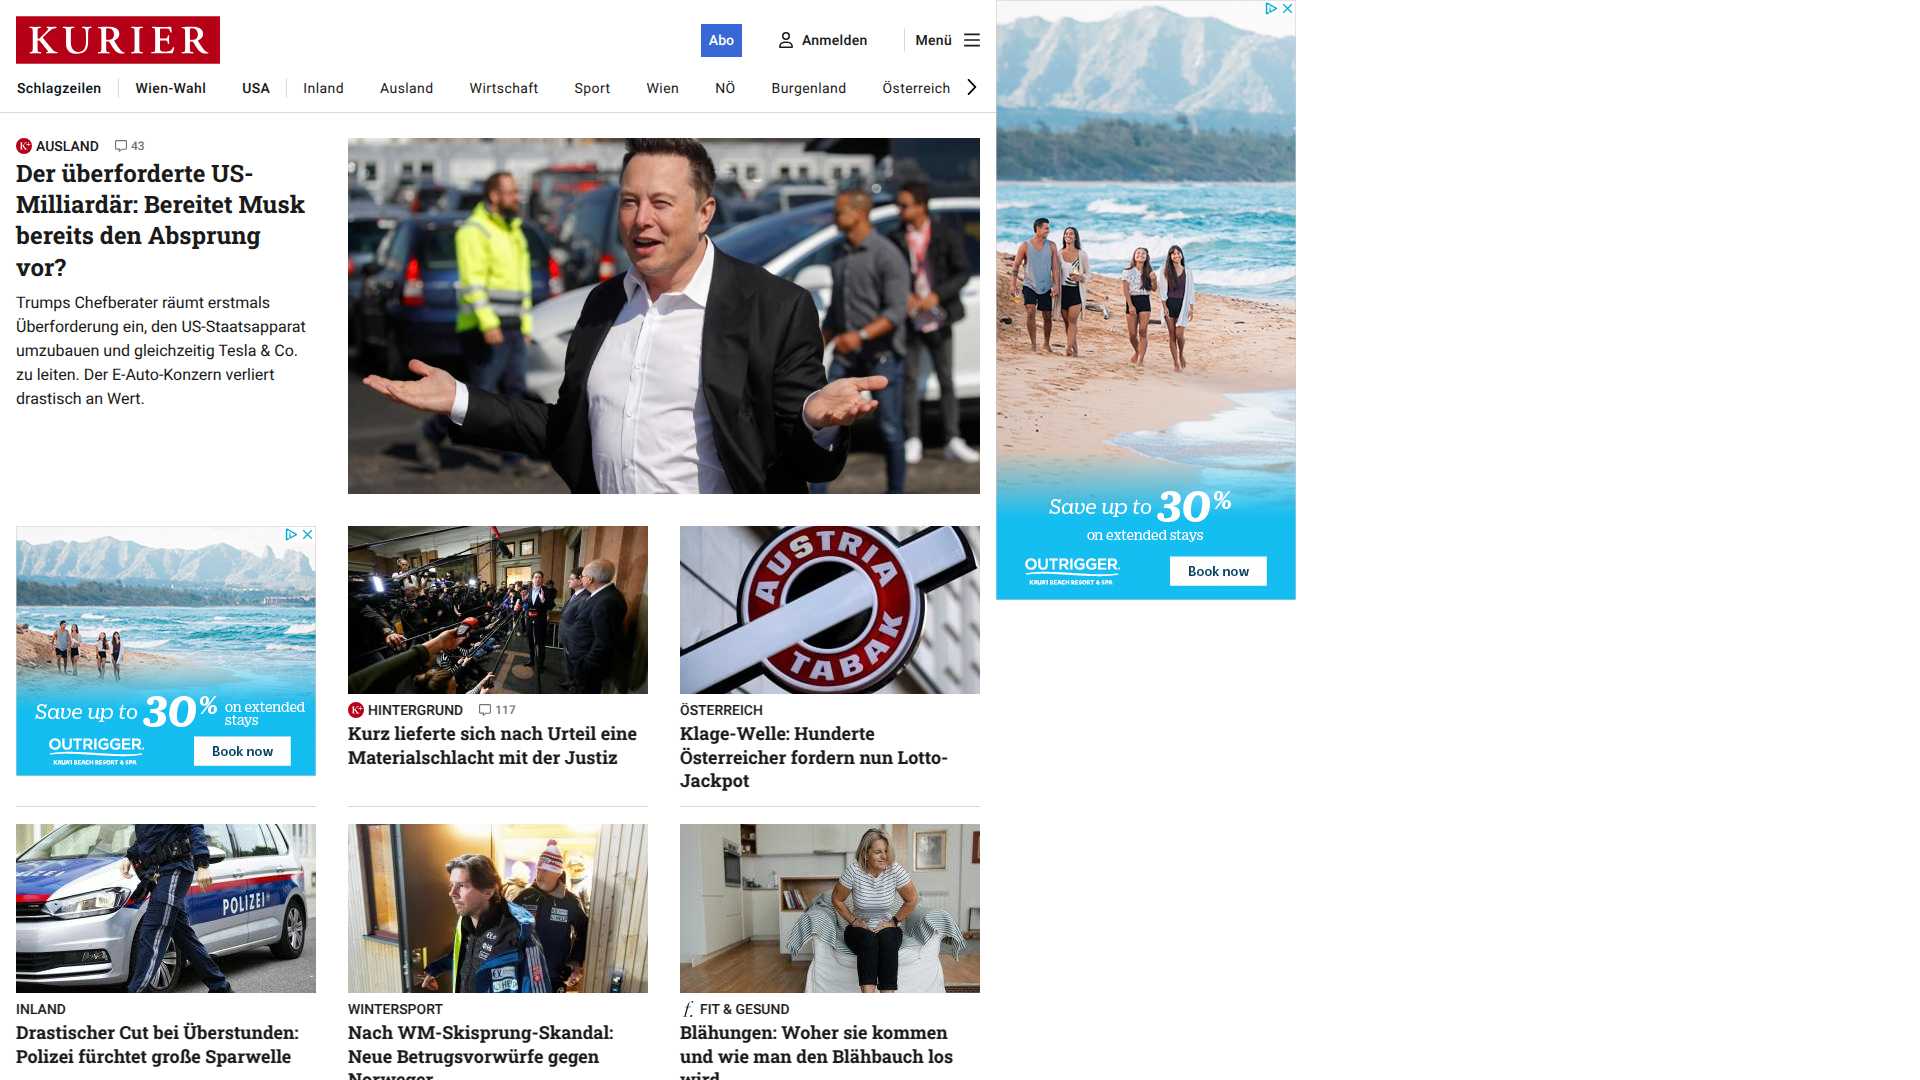 KURIER
Abo
Anmelden
Menü
Schlagzeilen
Wien-Wahl
USA
Inland
Ausland
Wirtschaft
Sport
Wien
NÖ
Burgenland
Österreich
K+ AUSLAND 43
Der überforderte US-
Milliardär: Bereitet Musk
bereits den Absprung
vor?
Trumps Chefberater räumt erstmals
Überforderung ein, den US-Staatsapparat
umzubauen und gleichzeitig Tesla & Co.
zu leiten. Der E-Auto-Konzern verliert
drastisch an Wert.
Save up to 30%
on extended stays
OUTRIGGER.
KAUAI BEACH RESORT & SPA
Book now
Save up to 30% on extended
stays
OUTRIGGER.
KAUAI BEACH RESORT & SPA
Book now
K+ HINTERGRUND 117
Kurz lieferte sich nach Urteil eine
Materialschlacht mit der Justiz
AUSTRIA
TABAK
ÖSTERREICH
Klage-Welle: Hunderte
Österreicher fordern nun Lotto-
Jackpot
POLIZEI
INLAND
Drastischer Cut bei Überstunden:
Polizei fürchtet große Sparwelle
WINTERSPORT
Nach WM-Skisprung-Skandal:
Neue Betrugsvorwürfe gegen
Norweger
f. FIT & GESUND
Blähungen: Woher sie kommen
und wie man den Blähbauch los
wird